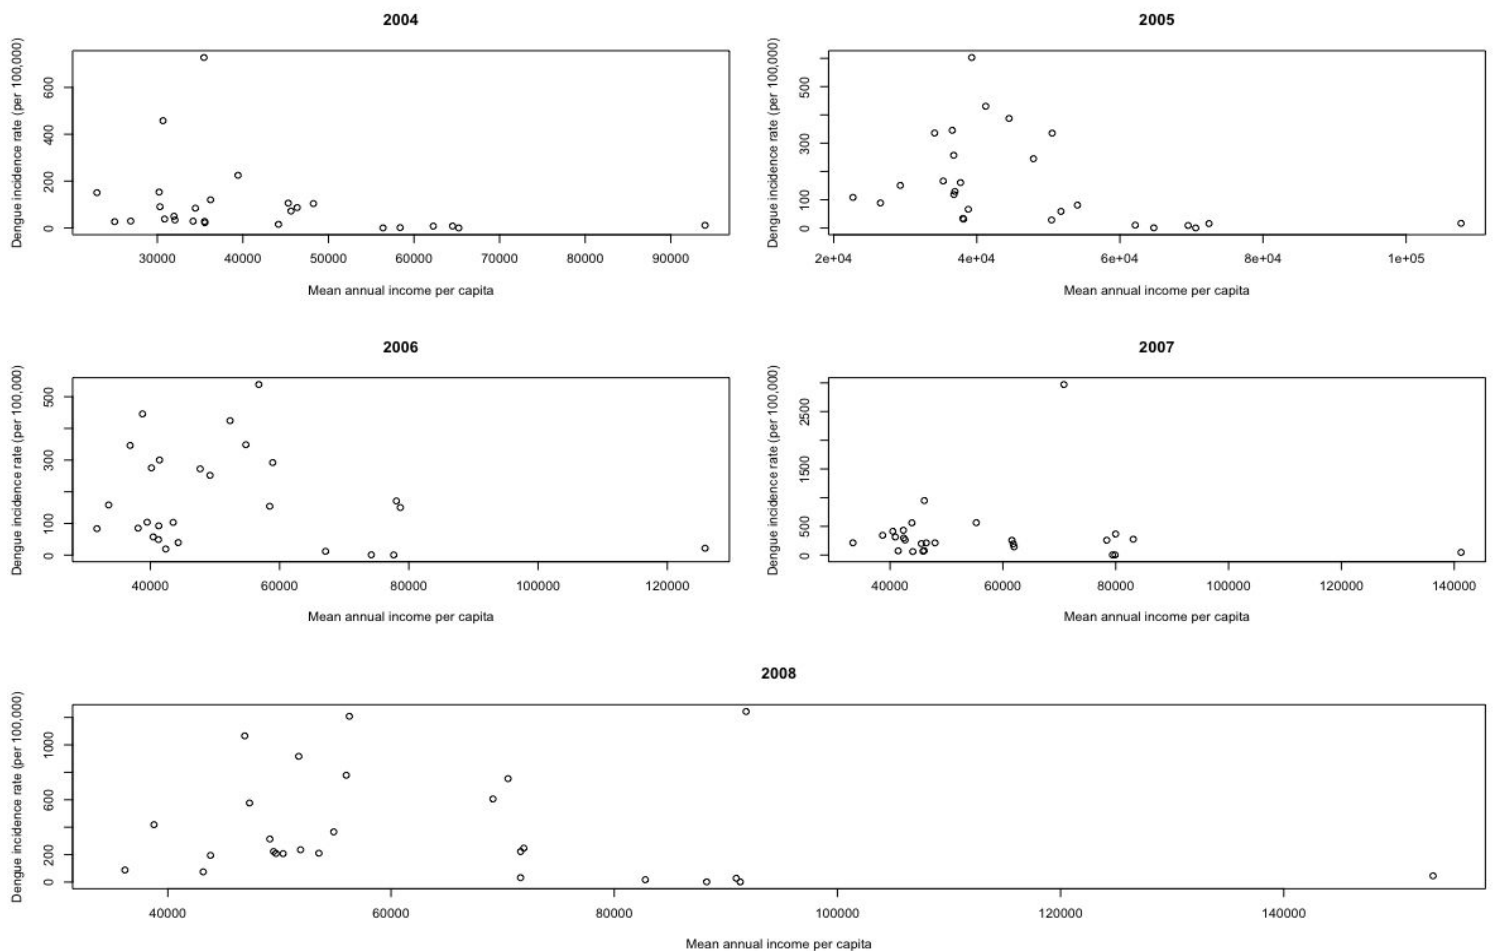 2004
Dengue incidence rate (per 100,000)
600
400
200
0
30000 40000 50000 60000 70000 80000 90000
Mean annual income per capita
2005
Dengue incidence rate (per 100,000)
500
300
100
0
2e+04 4e+04 6e+04 8e+04 1e+05
Mean annual income per capita
2006
Dengue incidence rate (per 100,000)
500
300
100
0
40000 60000 80000 100000 120000
Mean annual income per capita
2007
Dengue incidence rate (per 100,000)
2500
1500
500
0
40000 60000 80000 100000 120000 140000
Mean annual income per capita
2008
Dengue incidence rate (per 100,000)
1000
600
200
0
40000 60000 80000 100000 120000 140000
Mean annual income per capita